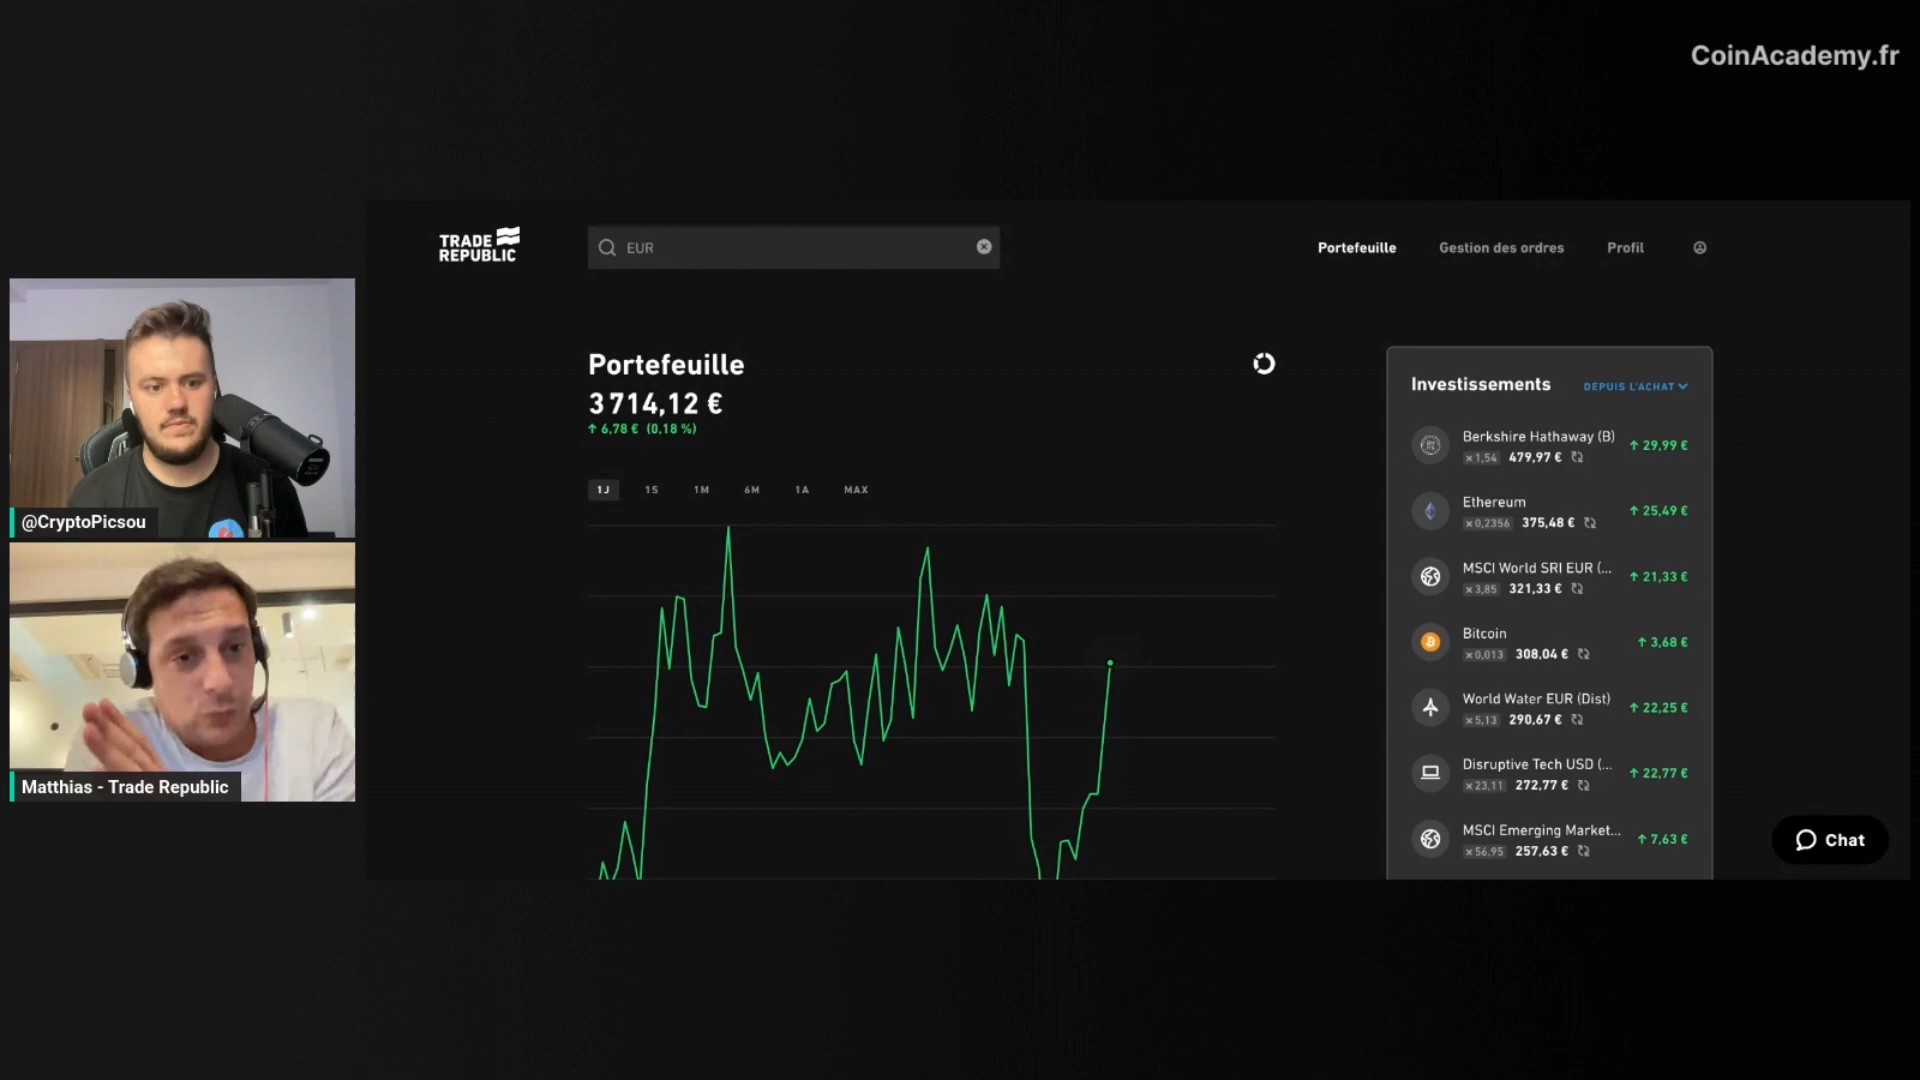 CoinAcademy.fr
TRADE
REPUBLIC
EUR
Portefeuille
Gestion des ordres
Profil
@CryptoPicsou
Matthias - Trade Republic
Portefeuille
3 714,12 €
↑ 6,78 € (0,18 %)
1J
1S
1M
6M
1A
MAX
Investissements
DEPUIS L'ACHAT
Berkshire Hathaway (B)
×1,54 479,97 €
↑ 29,99 €
Ethereum
×0,2356 375,48 €
↑ 25,49 €
MSCI World SRI EUR (...
×3,85 321,33 €
↑ 21,33 €
Bitcoin
×0,013 308,04 €
↑ 3,68 €
World Water EUR (Dist)
×5,13 290,67 €
↑ 22,25 €
Disruptive Tech USD (...
×23,11 272,77 €
↑ 22,77 €
MSCI Emerging Market...
×56,95 257,63 €
↑ 7,63 €
Chat